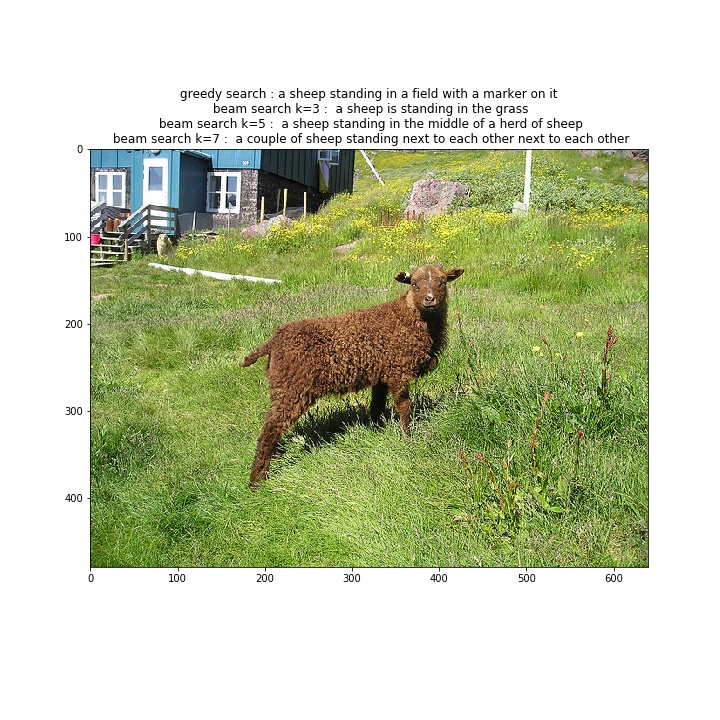 greedy search : a sheep standing in a field with a marker on it
beam search k=3 :  a sheep is standing in the grass
beam search k=5 :  a sheep standing in the middle of a herd of sheep
beam search k=7 :  a couple of sheep standing next to each other next to each other
0
100
200
300
400
0 100 200 300 400 500 600